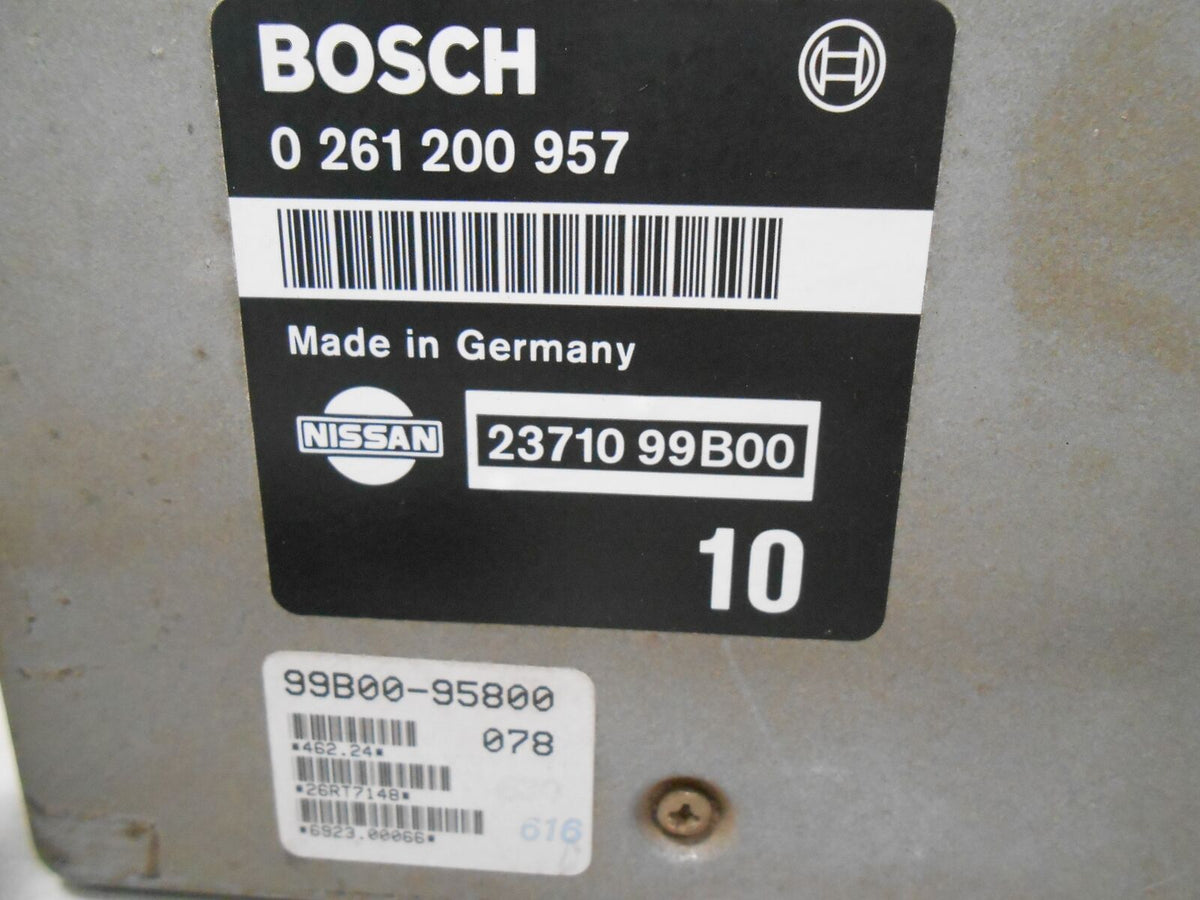 BOSCH
0 261 200 957
Made in Germany
NISSAN
23710 99B00
10
99B00-95800
078
*462.24*
*26RT7148*
*6923.00066*
616